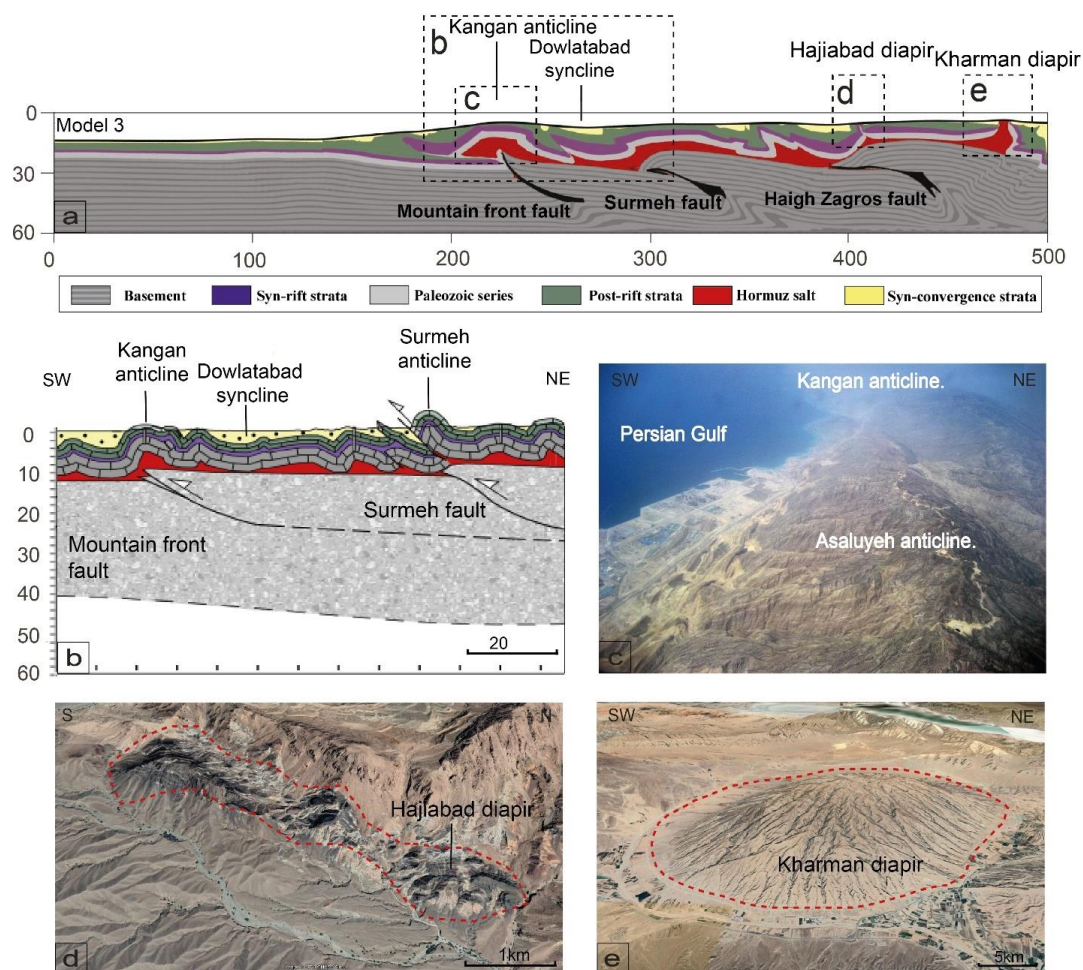 Kangan anticline
b
Dowlatabad
syncline
Hajiabad diapir
Kharman diapir
c
d
e
0
30
60
Model 3
Mountain front fault
Surmeh fault
Haigh Zagros fault
a
0
100
200
300
400
500
Basement
Syn-rift strata
Paleozoic series
Post-rift strata
Hormuz salt
Syn-convergence strata
SW
Kangan
anticline
Dowlatabad
syncline
Surmeh
anticline
NE
0
10
20
30
40
50
60
Surmeh fault
Mountain front
fault
20
b
SW
Kangan anticline.
NE
Persian Gulf
Asaluyeh anticline.
c
S
N
Hajiabad
diapir
1km
d
SW
NE
Kharman diapir
5km
e